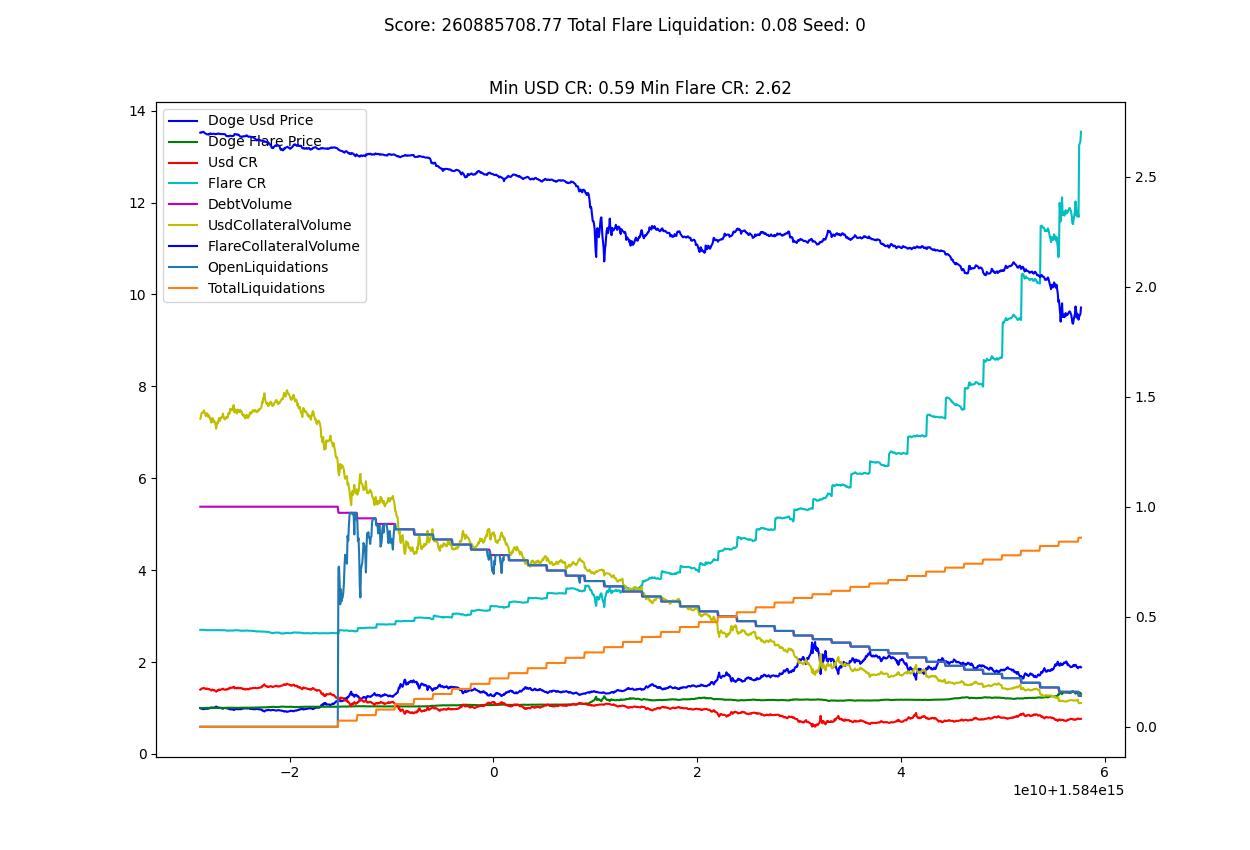 Score: 260885708.77 Total Flare Liquidation: 0.08 Seed: 0
Min USD CR: 0.59 Min Flare CR: 2.62
Doge Usd Price
Doge Flare Price
Usd CR
Flare CR
DebtVolume
UsdCollateralVolume
FlareCollateralVolume
OpenLiquidations
TotalLiquidations
14
12
10
8
6
4
2
0
2.5
2.0
1.5
1.0
0.5
0.0
−2 0 2 4 6
1e10+1.584e15